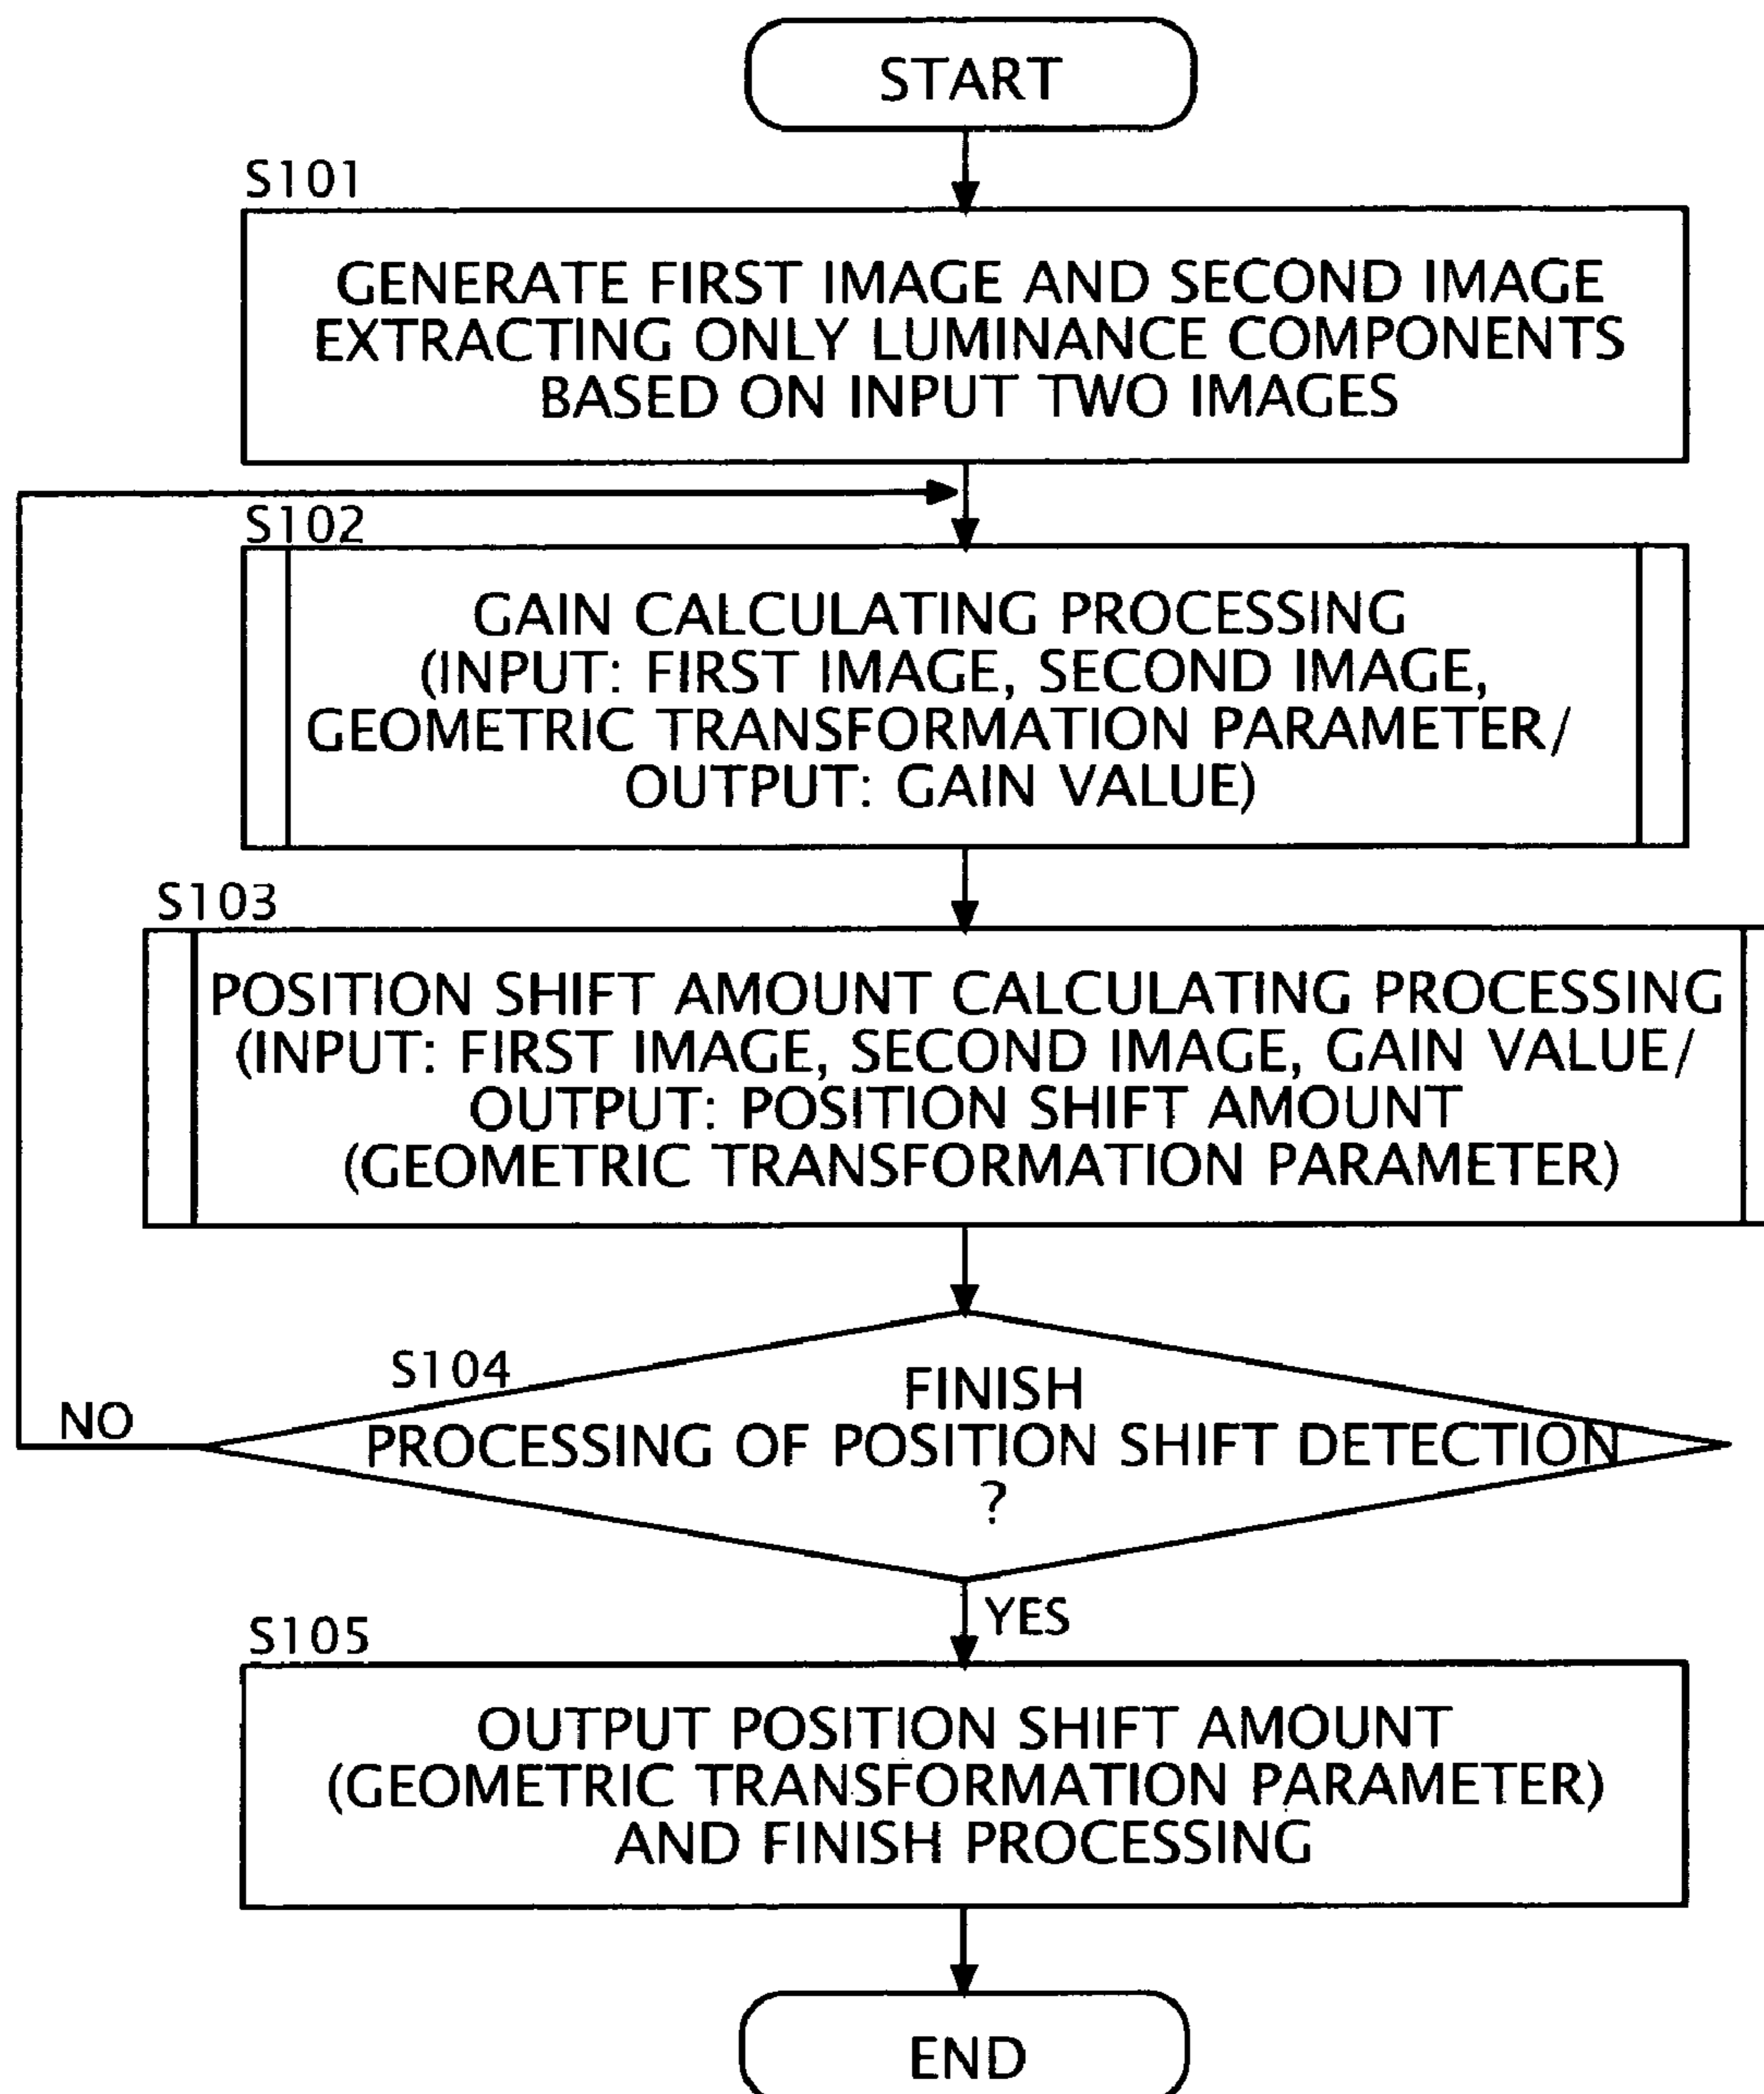 START
S101
GENERATE FIRST IMAGE AND SECOND IMAGE
EXTRACTING ONLY LUMINANCE COMPONENTS
BASED ON INPUT TWO IMAGES
S102
GAIN CALCULATING PROCESSING
(INPUT: FIRST IMAGE, SECOND IMAGE,
GEOMETRIC TRANSFORMATION PARAMETER/
OUTPUT: GAIN VALUE)
S103
POSITION SHIFT AMOUNT CALCULATING PROCESSING
(INPUT: FIRST IMAGE, SECOND IMAGE, GAIN VALUE/
OUTPUT: POSITION SHIFT AMOUNT
(GEOMETRIC TRANSFORMATION PARAMETER)
S104
FINISH
NO
PROCESSING OF POSITION SHIFT DETECTION
?
YES
S105
OUTPUT POSITION SHIFT AMOUNT
(GEOMETRIC TRANSFORMATION PARAMETER)
AND FINISH PROCESSING
END